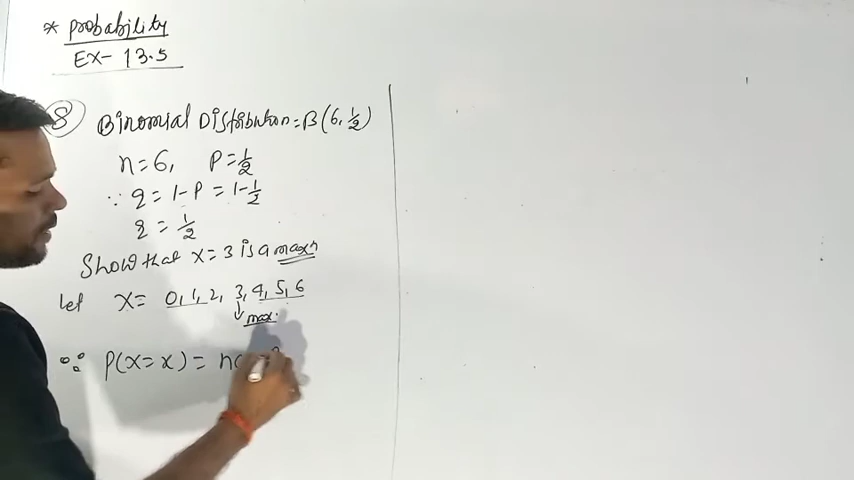 * Probability
Ex- 13.5
8 Binomial Distribution = B(6, 1/2)
n=6, P=1/2
∵ q = 1-P = 1-1/2
q = 1/2
Show that x=3 is a maxm
let x= 0, 1, 2, 3, 4, 5, 6
↓ max.
∴ P(x=x) = nc